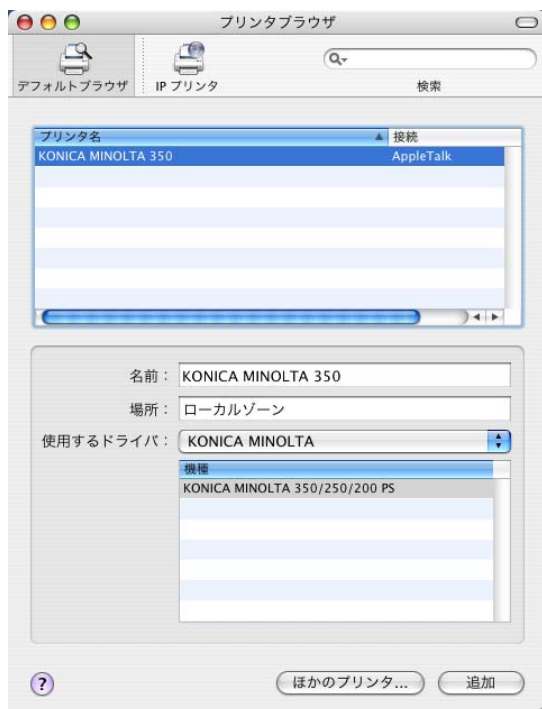 プリンタブラウザ
デフォルトブラウザ
IP プリンタ
検索
プリンタ名
接続
KONICA MINOLTA 350
AppleTalk
名前：
KONICA MINOLTA 350
場所：
ローカルゾーン
使用するドライバ：
KONICA MINOLTA
機種
KONICA MINOLTA 350/250/200 PS
?
ほかのプリンタ...
追加